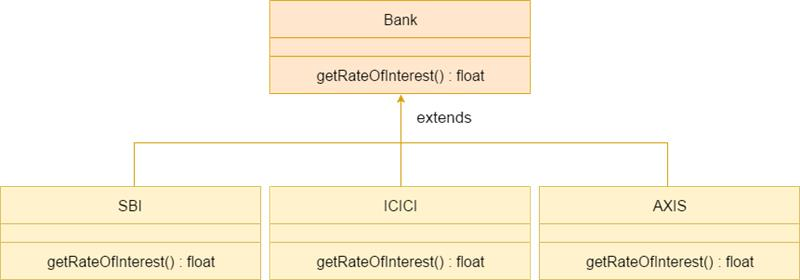 Bank
getRateOfInterest() : float
extends
SBI
ICICI
AXIS
getRateOfInterest() : float
getRateOfInterest() : float
getRateOfInterest() : float